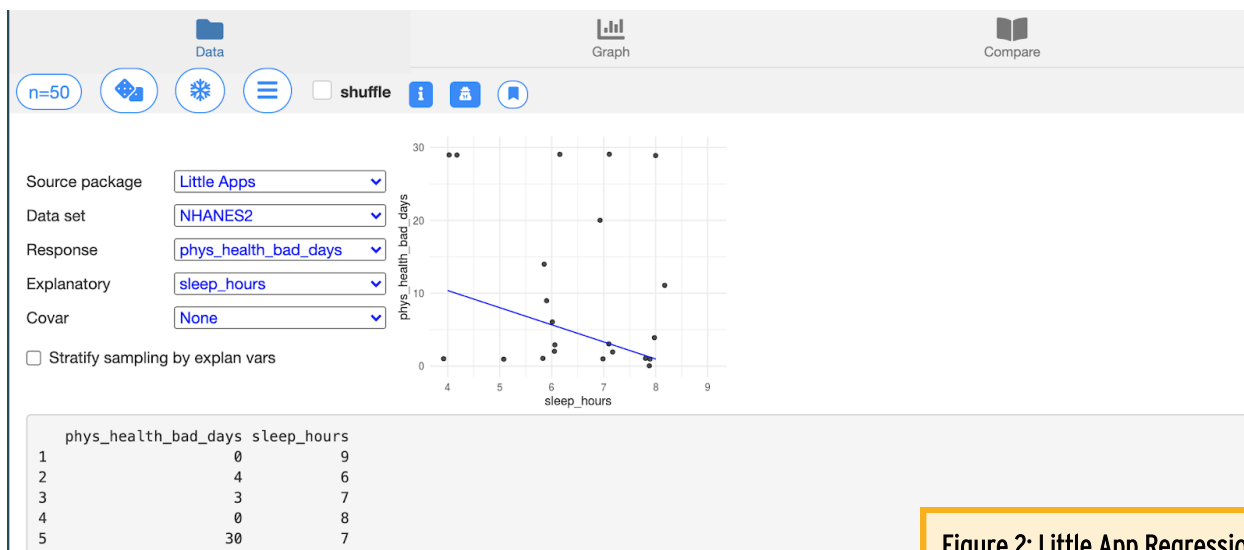 Data
Graph
Compare
n=50
shuffle
i
Source package Little Apps
Data set NHANES2
Response phys_health_bad_days
Explanatory sleep_hours
Covar None
Stratify sampling by explan vars
30
20
10
0
phys_health_bad_days
4 5 6 7 8 9
sleep_hours
phys_health_bad_days sleep_hours
1 0 9
2 4 6
3 3 7
4 0 8
5 30 7
Figure 2: Little App Regressio